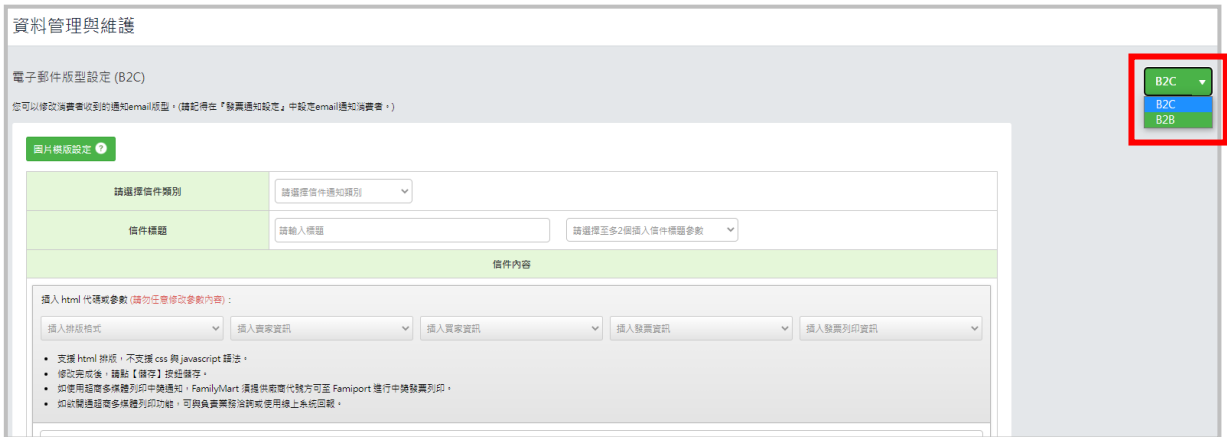 資料管理與維護
電子郵件版型設定 (B2C)
B2C
B2C
B2B
您可以修改消費者收到的通知email版型。(請記得在『發票通知設定』中設定email通知消費者。)
圖片模版設定 ?
請選擇信件類別
請選擇信件通知類別
信件標題
請輸入標題
請選擇至多2個插入信件標題參數
信件內容
插入 html 代碼或參數 (請勿任意修改參數內容)：
插入排版格式
插入賣家資訊
插入買家資訊
插入發票資訊
插入發票列印資訊
• 支援 html 排版，不支援 css 與 javascript 語法。
• 修改完成後，請點【儲存】按鈕儲存。
• 如使用超商多媒體列印中獎通知，FamilyMart 須提供廠商代號方可至 Famiport 進行中獎發票列印。
• 如欲開通超商多媒體列印功能，可與負責業務洽詢或使用線上系統回報。